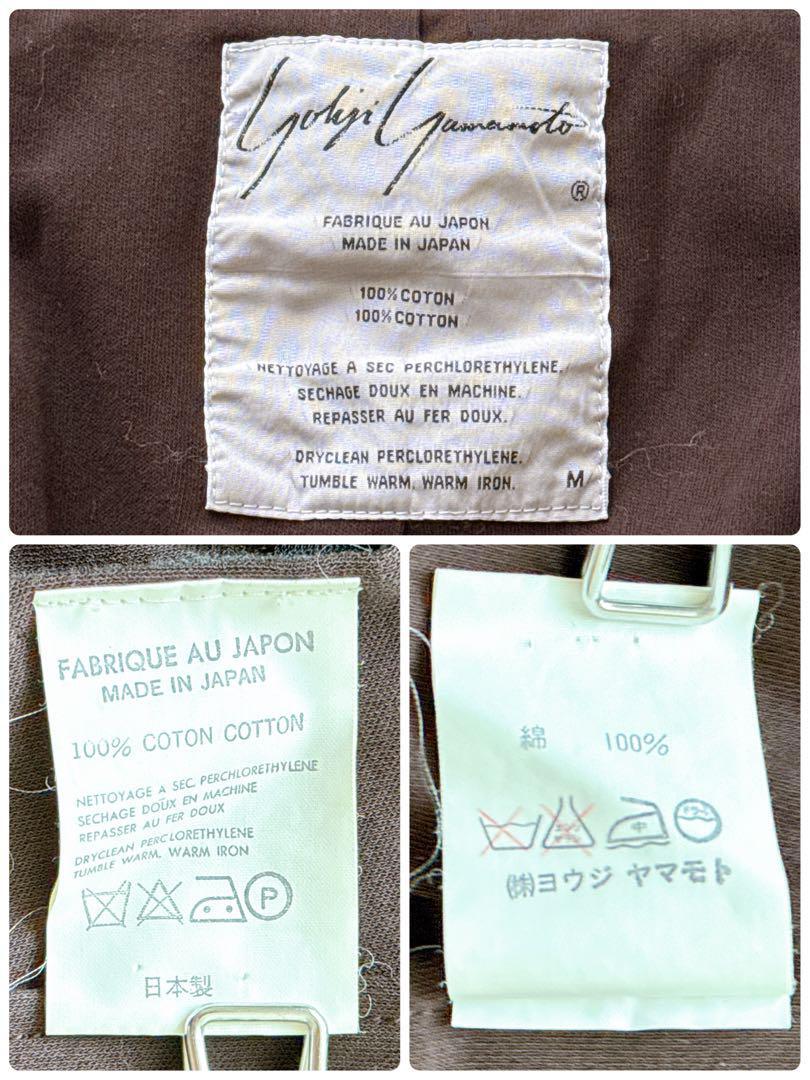 Yohji Yamamoto
®
FABRIQUE AU JAPON
MADE IN JAPAN
100% COTON
100% COTTON
NETTOYAGE A SEC PERCHLORETHYLENE.
SECHAGE DOUX EN MACHINE.
REPASSER AU FER DOUX.
DRYCLEAN PERCLORETHYLENE.
TUMBLE WARM. WARM IRON. M
FABRIQUE AU JAPON
MADE IN JAPAN
100% COTON COTTON
NETTOYAGE A SEC PERCHLORETHYLENE
SECHAGE DOUX EN MACHINE
REPASSER AU FER DOUX
DRYCLEAN PERCLORETHYLENE
TUMBLE WARM. WARM IRON
P
日本製
綿 100%
中
㈱ヨウジ ヤマモト